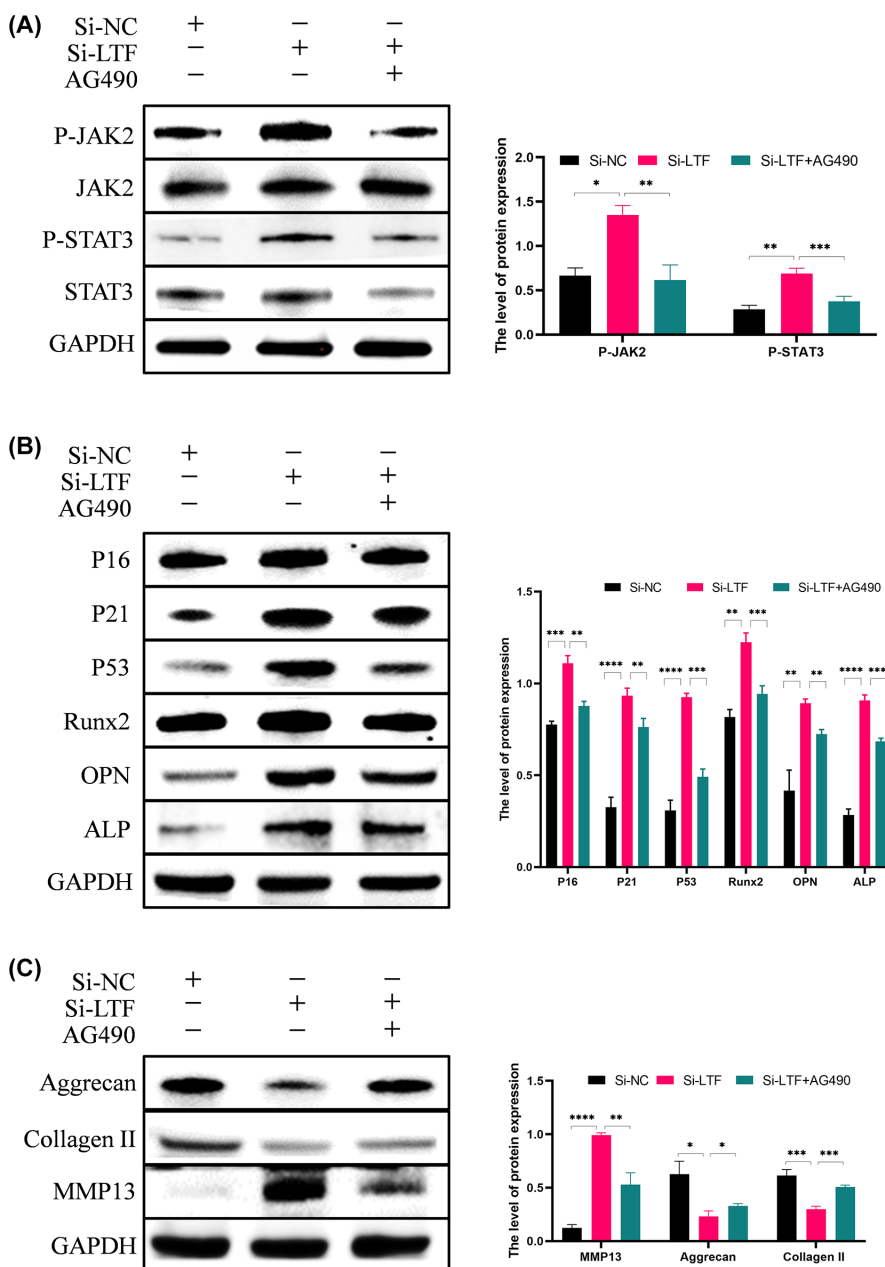 (A)
Si-NC + − −
Si-LTF − + +
AG490 − − +
P-JAK2
JAK2
P-STAT3
STAT3
GAPDH
Si-NC Si-LTF Si-LTF+AG490
The level of protein expression
2.0
1.5
1.0
0.5
0.0
* **
** ***
P-JAK2 P-STAT3
(B)
Si-NC + − −
Si-LTF − + +
AG490 − − +
P16
P21
P53
Runx2
OPN
ALP
GAPDH
Si-NC Si-LTF Si-LTF+AG490
The level of protein expression
1.5
1.0
0.5
0.0
*** **
**** **
**** ***
** ***
** **
**** ***
P16 P21 P53 Runx2 OPN ALP
(C)
Si-NC + − −
Si-LTF − + +
AG490 − − +
Aggrecan
Collagen II
MMP13
GAPDH
Si-NC Si-LTF Si-LTF+AG490
The level of protein expression
1.5
1.0
0.5
0.0
**** **
* *
*** ***
MMP13 Aggrecan Collagen II